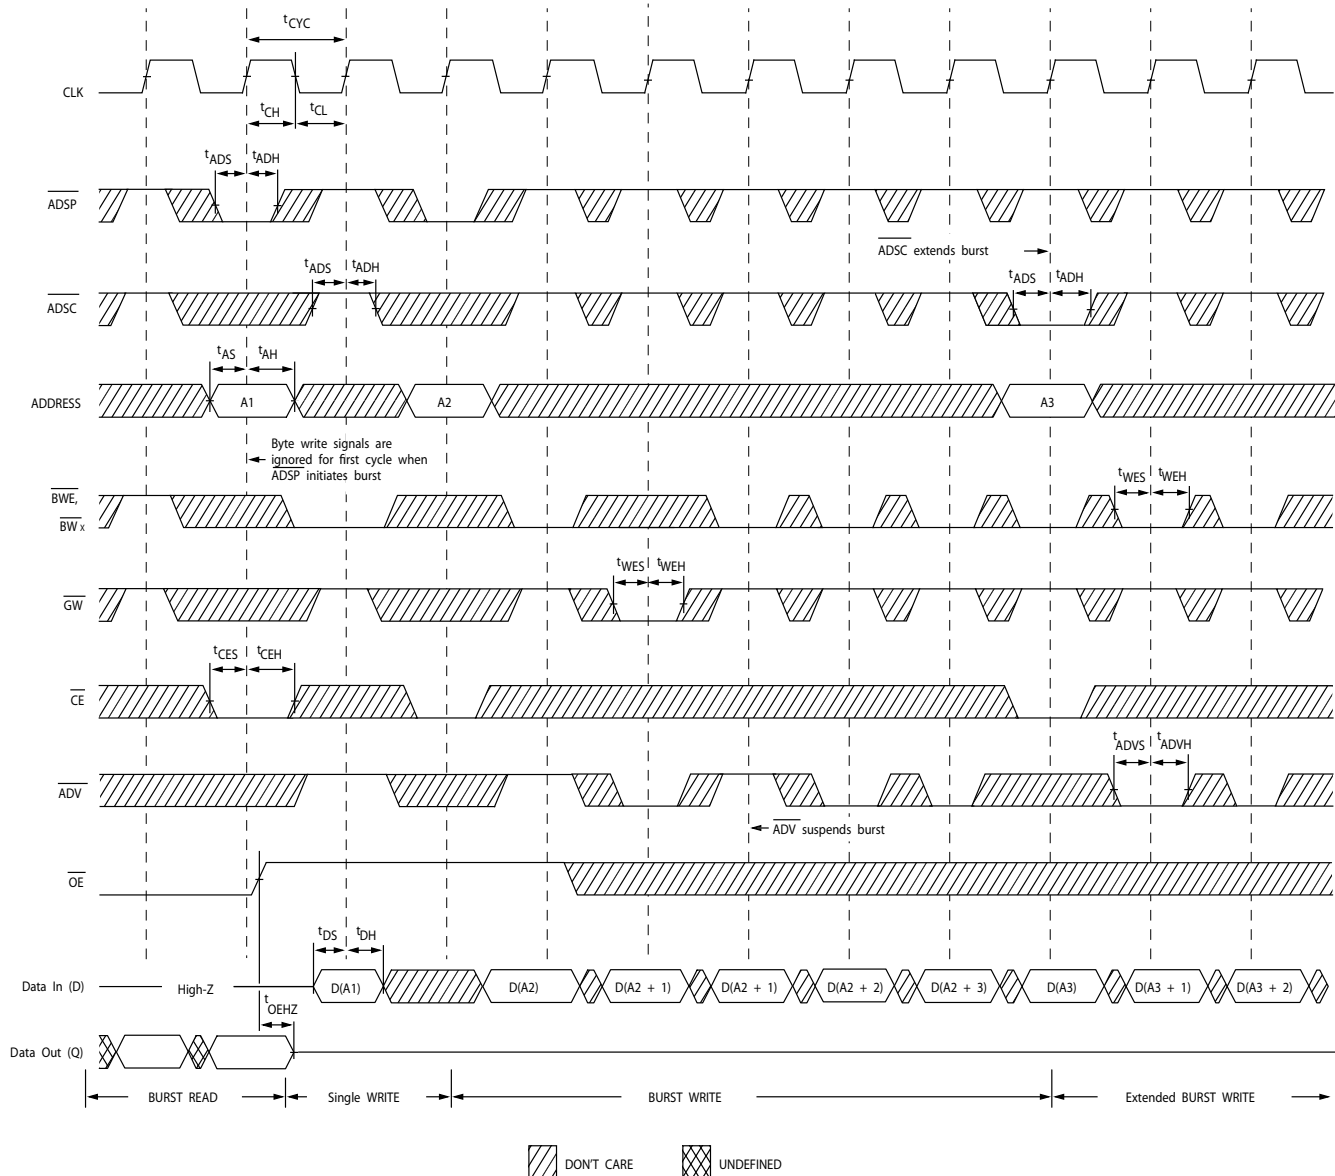 tCYC
CLK
tCH
tCL
tADS
tADH
ADSP
ADSC extends burst
tADS
tADH
tADS
tADH
ADSC
tAS
tAH
ADDRESS
A1
A2
A3
Byte write signals are
ignored for first cycle when
ADSP initiates burst
tWES
tWEH
BWE,
BW X
tWES
tWEH
GW
tCES
tCEH
CE
tADVS
tADVH
ADV
ADV suspends burst
OE
tDS
tDH
Data In (D)
High-Z
D(A1)
D(A2)
D(A2 + 1)
D(A2 + 1)
D(A2 + 2)
D(A2 + 3)
D(A3)
D(A3 + 1)
D(A3 + 2)
tOEHZ
Data Out (Q)
BURST READ
Single WRITE
BURST WRITE
Extended BURST WRITE
DON'T CARE
UNDEFINED